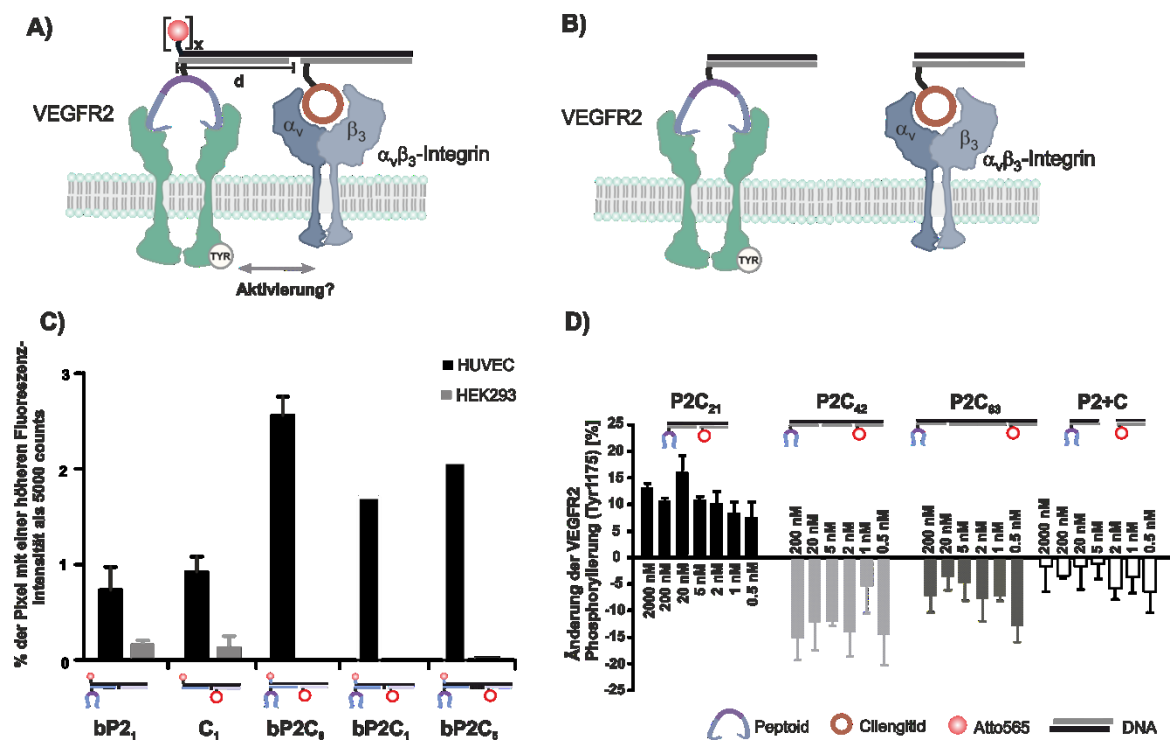 A)
x
d
VEGFR2
αv β3
αvβ3-Integrin
TYR
Aktivierung?
B)
VEGFR2
αv β3
αvβ3-Integrin
TYR
C)
% der Pixel mit einer höheren Fluoreszenz-
Intensität als 5000 counts
3
2
1
0
HUVEC
HEK293
bP2₁ C₁ bP2C₈ bP2C₁ bP2C₅
D)
Änderung der VEGFR2
Phosphorylierung (Tyr1175) [%]
25
20
15
10
5
0
-5
-10
-15
-20
-25
P2C₂₁ P2C₄₂ P2C₆₃ P2+C
2000 nM
200 nM
20 nM
5 nM
2 nM
1 nM
0.5 nM
200 nM
20 nM
5 nM
2 nM
1 nM
0.5 nM
200 nM
20 nM
5 nM
2 nM
1 nM
0.5 nM
2000 nM
200 nM
20 nM
5 nM
2 nM
1 nM
0.5 nM
Peptoid Cilengitid Atto565 DNA